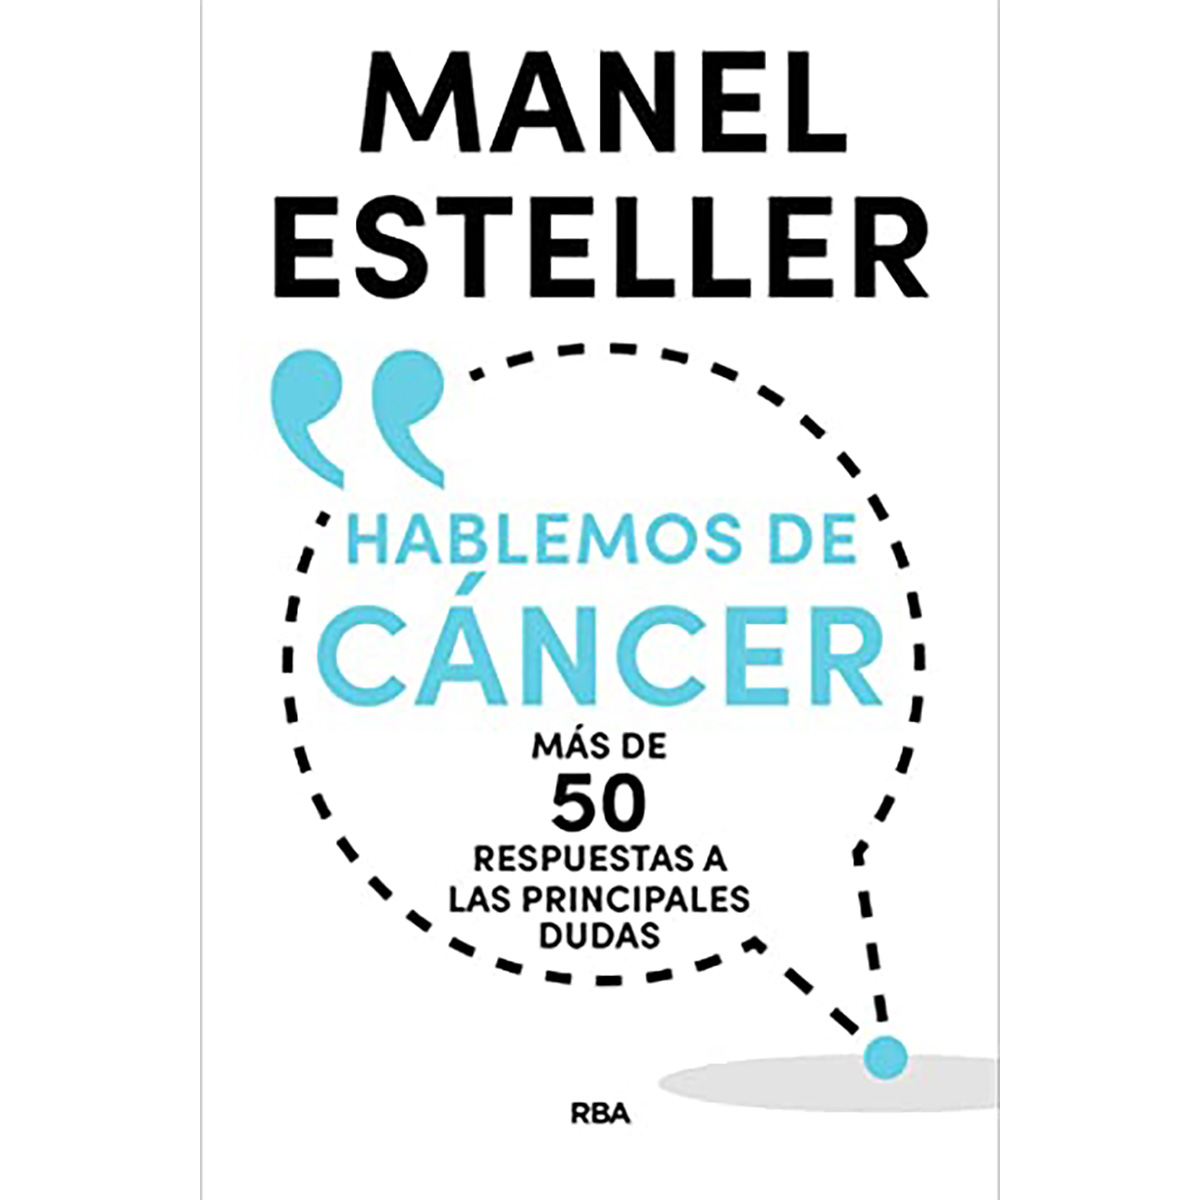 MANEL
ESTELLER
“
HABLEMOS DE
CÁNCER
MÁS DE
50
RESPUESTAS A
LAS PRINCIPALES
DUDAS
RBA